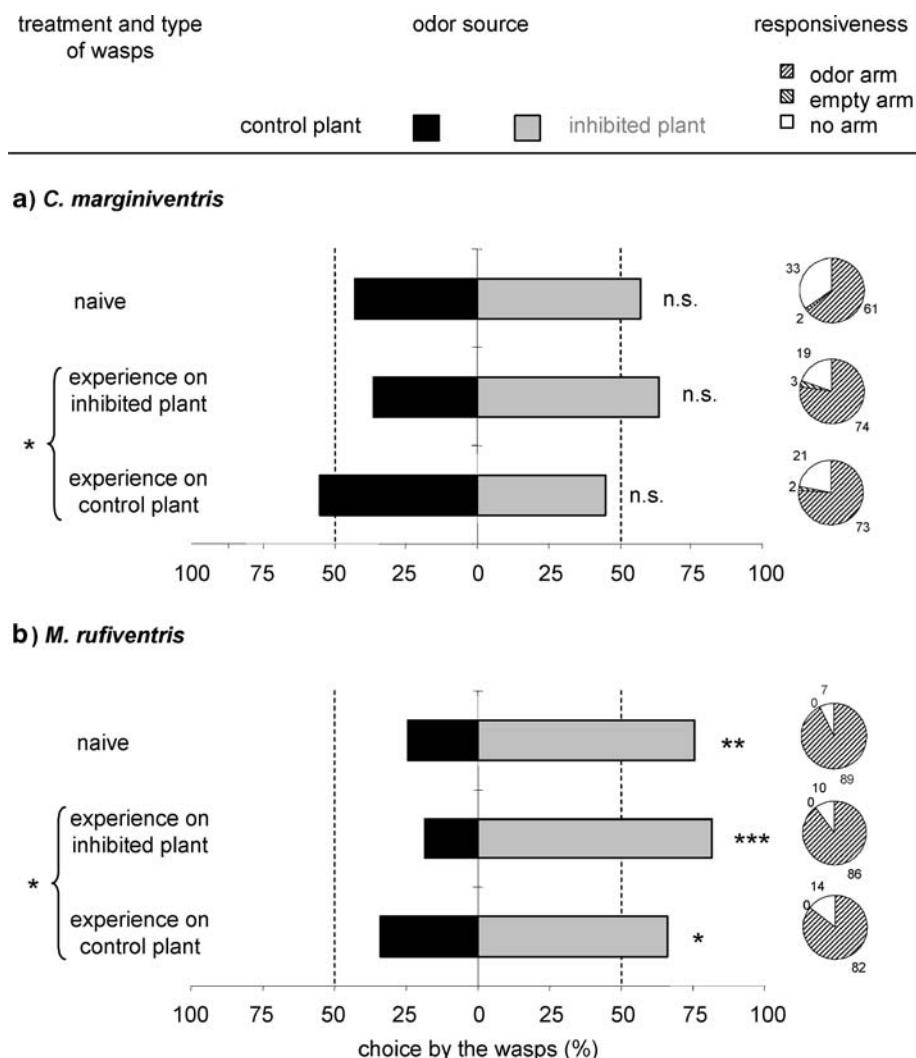 treatment and type of wasps
odor source
responsiveness
odor arm
empty arm
no arm
control plant
inhibited plant
a) C. marginiventris
naive
n.s.
33
2
61
*
experience on
inhibited plant
n.s.
19
3
74
experience on
control plant
n.s.
21
2
73
100 75 50 25 0 25 50 75 100
b) M. rufiventris
naive
**
7
0
89
*
experience on
inhibited plant
***
10
0
86
experience on
control plant
*
14
0
82
100 75 50 25 0 25 50 75 100
choice by the wasps (%)